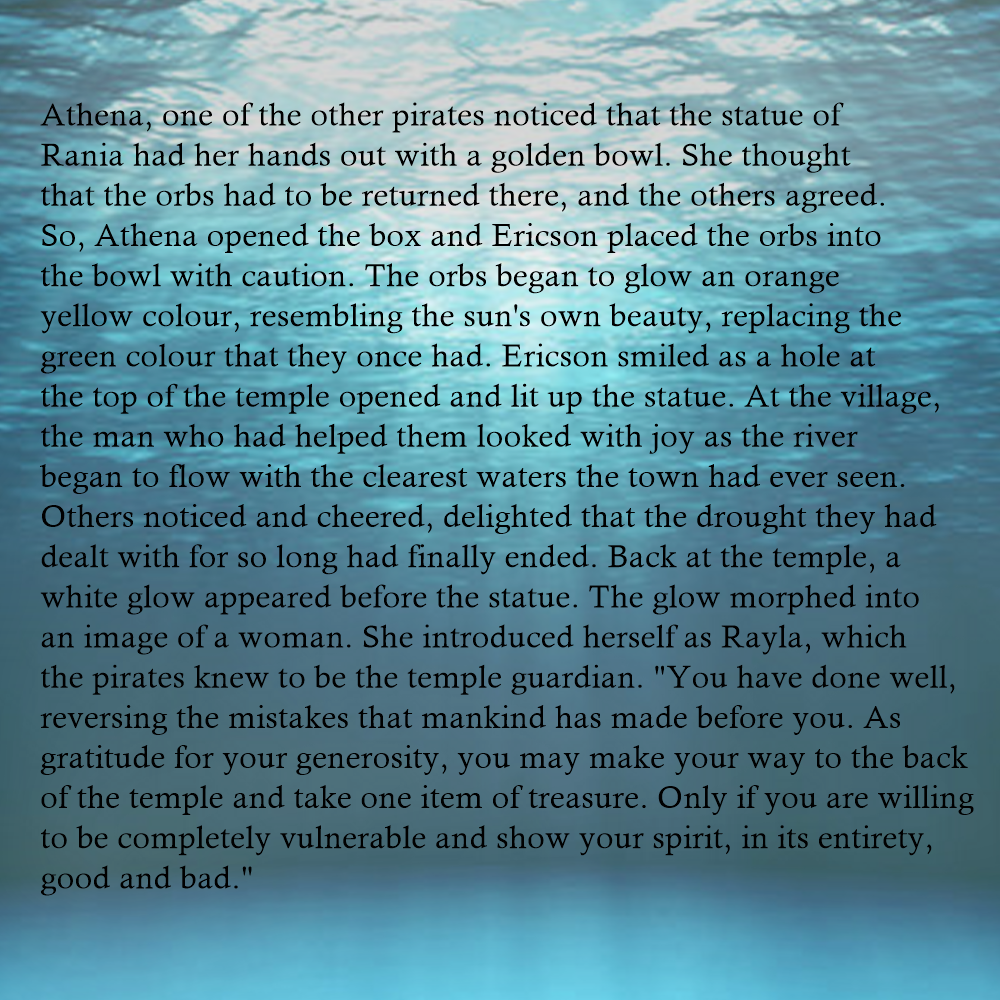 Athena, one of the other pirates noticed that the statue of
Rania had her hands out with a golden bowl. She thought
that the orbs had to be returned there, and the others agreed.
So, Athena opened the box and Ericson placed the orbs into
the bowl with caution. The orbs began to glow an orange
yellow colour, resembling the sun's own beauty, replacing the
green colour that they once had. Ericson smiled as a hole at
the top of the temple opened and lit up the statue. At the village,
the man who had helped them looked with joy as the river
began to flow with the clearest waters the town had ever seen.
Others noticed and cheered, delighted that the drought they had
dealt with for so long had finally ended. Back at the temple, a
white glow appeared before the statue. The glow morphed into
an image of a woman. She introduced herself as Rayla, which
the pirates knew to be the temple guardian. "You have done well,
reversing the mistakes that mankind has made before you. As
gratitude for your generosity, you may make your way to the back
of the temple and take one item of treasure. Only if you are willing
to be completely vulnerable and show your spirit, in its entirety,
good and bad."